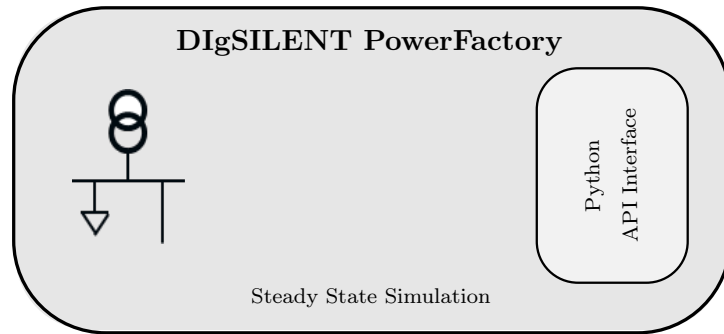 DIgSILENT PowerFactory
Python
API Interface
Steady State Simulation